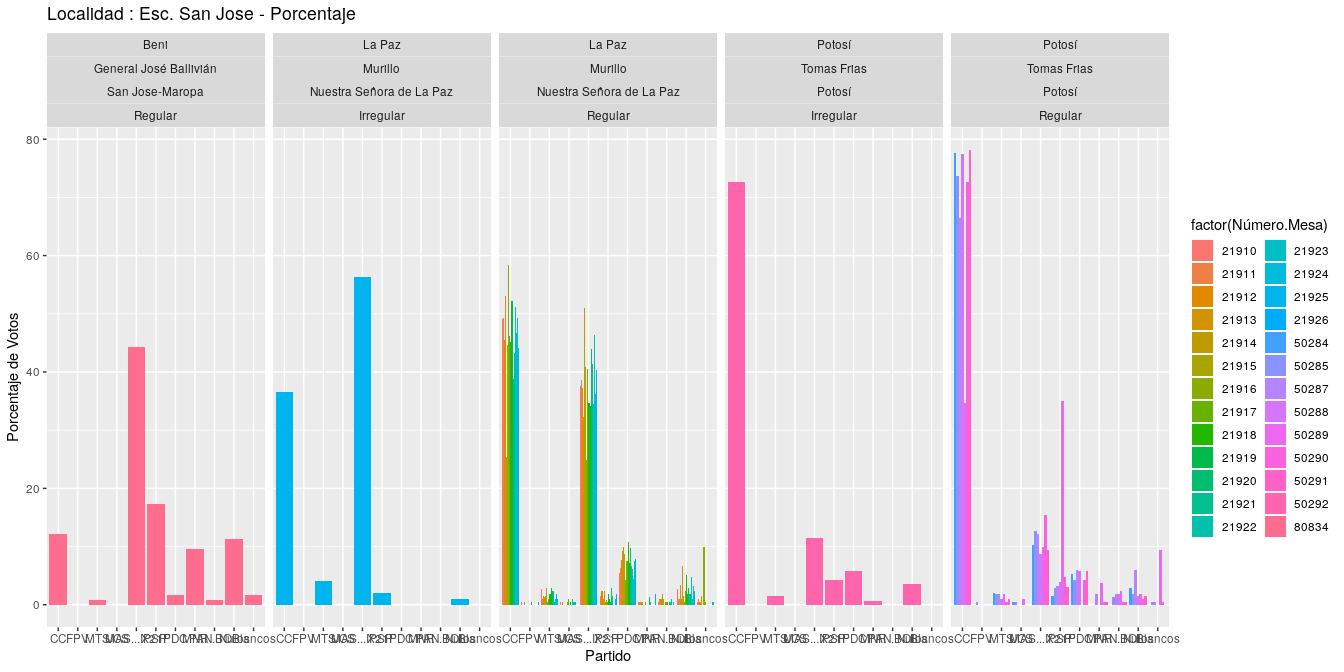 Localidad : Esc. San Jose - Porcentaje
Beni
General José Ballivián
San Jose-Maropa
Regular
La Paz
Murillo
Nuestra Señora de La Paz
Irregular
La Paz
Murillo
Nuestra Señora de La Paz
Regular
Potosí
Tomas Frias
Potosí
Irregular
Potosí
Tomas Frias
Potosí
Regular
Porcentaje de Votos
80
60
40
20
0
Partido
factor(Número.Mesa)
21910
21911
21912
21913
21914
21915
21916
21917
21918
21919
21920
21921
21922
21923
21924
21925
21926
50284
50285
50287
50288
50289
50290
50291
50292
80834